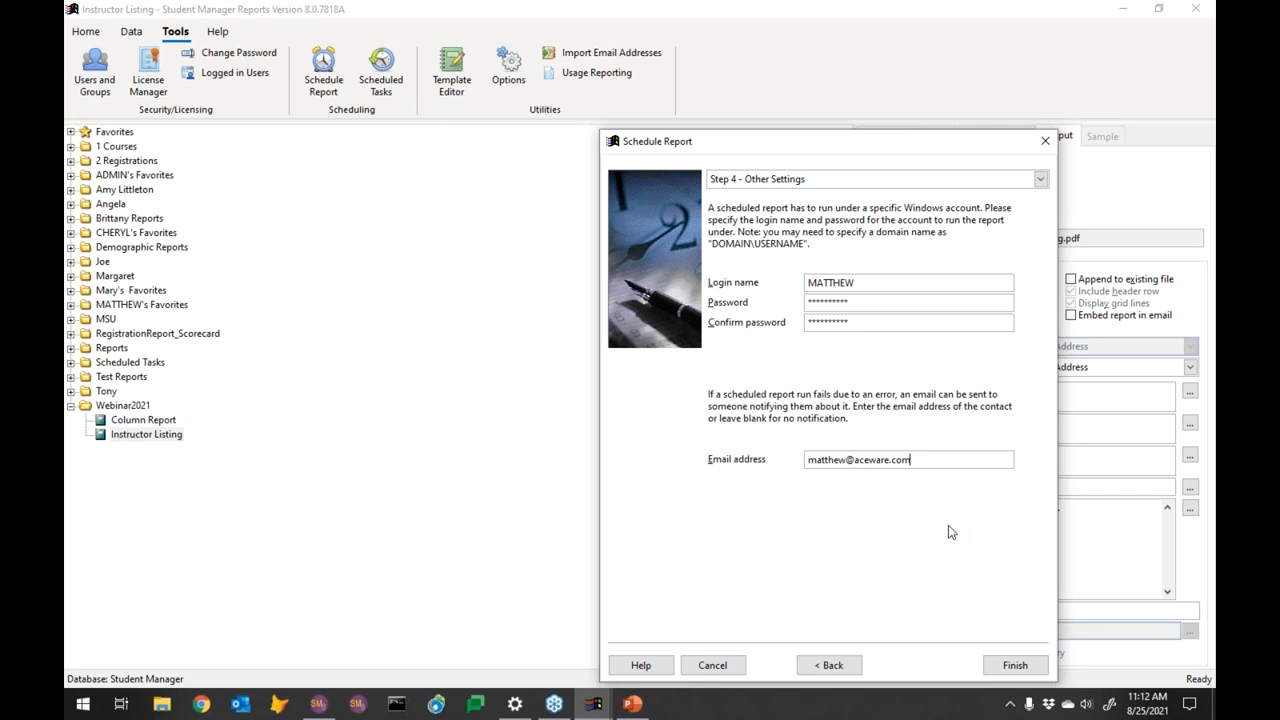 Instructor Listing - Student Manager Reports Version 8.0.7818A
Home Data Tools Help
Users and Groups
License Manager
Change Password
Logged in Users
Security/Licensing
Schedule Report
Scheduled Tasks
Scheduling
Template Editor
Options
Import Email Addresses
Usage Reporting
Utilities
Favorites
1 Courses
2 Registrations
ADMIN's Favorites
Amy Littleton
Angela
Brittany Reports
CHERYL's Favorites
Demographic Reports
Joe
Margaret
Mary's Favorites
MATTHEW's Favorites
MSU
RegistrationReport_Scorecard
Reports
Scheduled Tasks
Test Reports
Tony
Webinar2021
Column Report
Instructor Listing
Schedule Report
Step 4 - Other Settings
A scheduled report has to run under a specific Windows account. Please
specify the login name and password for the account to run the report
under. Note: you may need to specify a domain name as
"DOMAIN\USERNAME".
Login name MATTHEW
Password **********
Confirm password **********
If a scheduled report run fails due to an error, an email can be sent to
someone notifying them about it. Enter the email address of the contact
or leave blank for no notification.
Email address matthew@aceware.com
Help Cancel < Back Finish
put Sample
g.pdf
Append to existing file
Include header row
Display grid lines
Embed report in email
Address
Address
...
...
...
...
...
...
Database: Student Manager
Ready
11:12 AM
8/25/2021